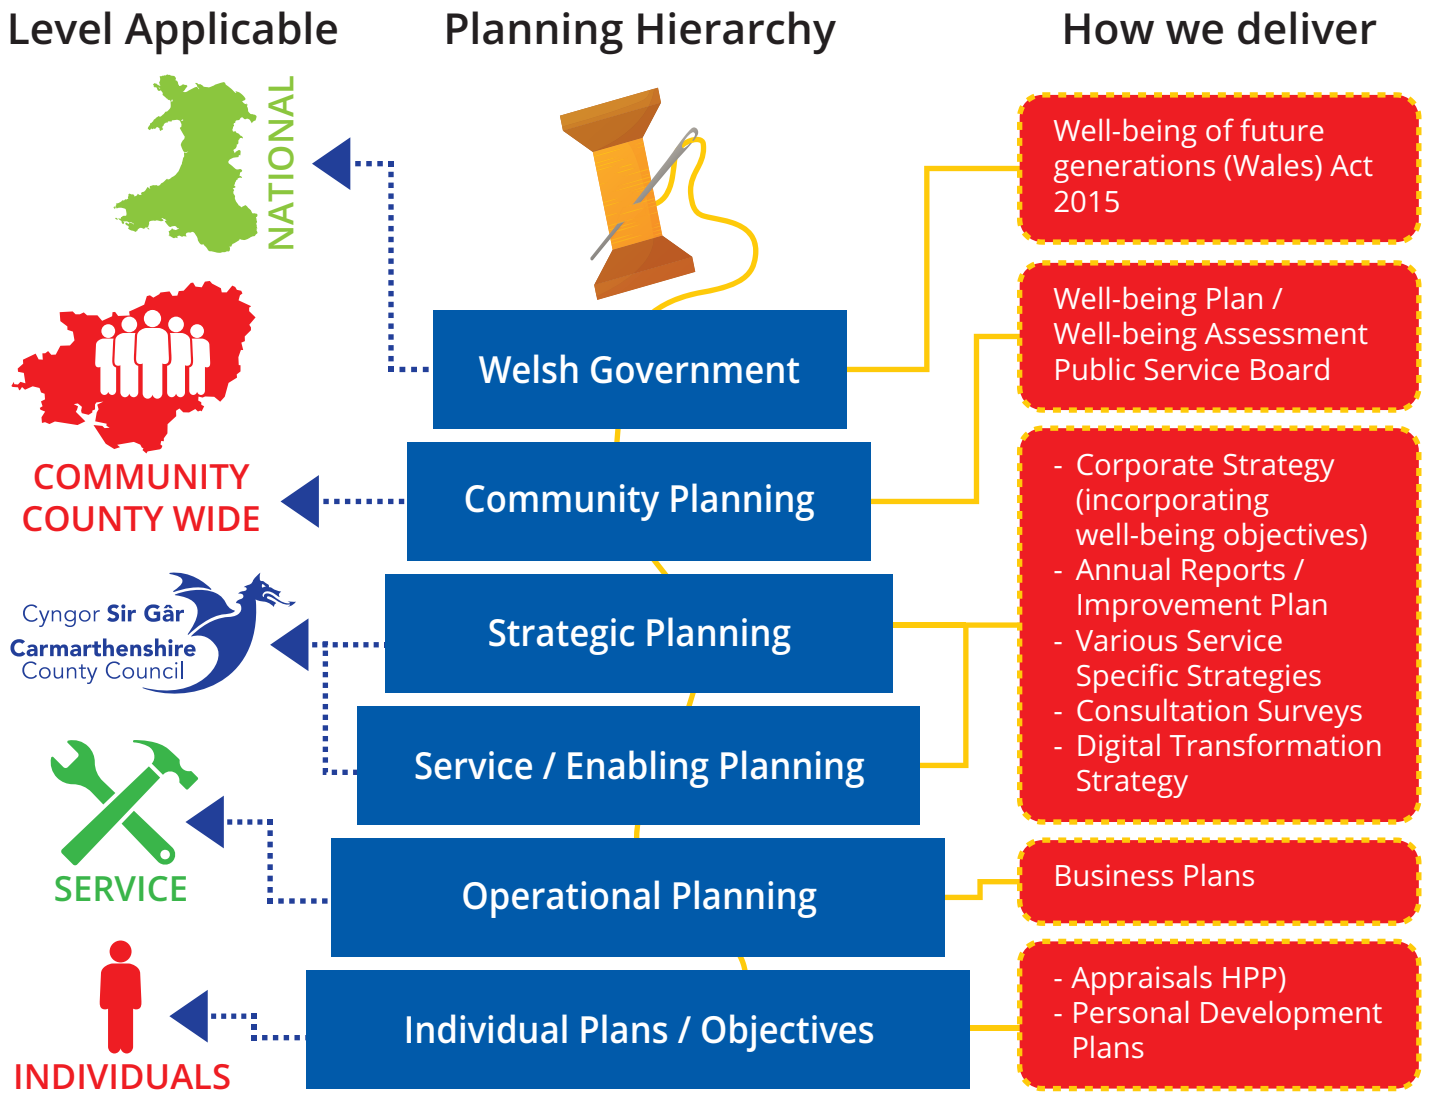 Level Applicable
Planning Hierarchy
How we deliver
NATIONAL
COMMUNITY
COUNTY WIDE
Cyngor Sir Gâr
Carmarthenshire
County Council
SERVICE
INDIVIDUALS
Welsh Government
Community Planning
Strategic Planning
Service / Enabling Planning
Operational Planning
Individual Plans / Objectives
Well-being of future
generations (Wales) Act
2015
Well-being Plan /
Well-being Assessment
Public Service Board
- Corporate Strategy
(incorporating
well-being objectives)
- Annual Reports /
Improvement Plan
- Various Service
Specific Strategies
- Consultation Surveys
- Digital Transformation
Strategy
Business Plans
- Appraisals HPP)
- Personal Development
Plans